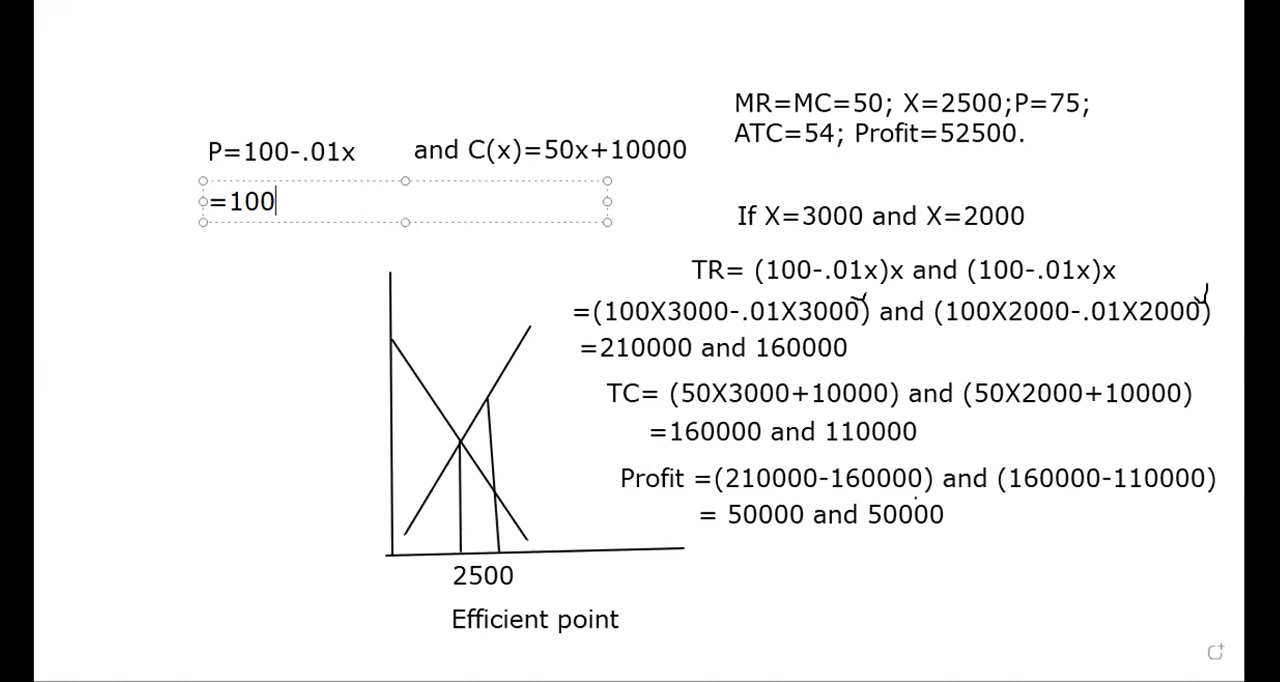 MR=MC=50; X=2500;P=75;
ATC=54; Profit=52500.
P=100-.01x and C(x)=50x+10000
=100
If X=3000 and X=2000
TR= (100-.01x)x and (100-.01x)x
=(100X3000-.01X3000) and (100X2000-.01X2000)
=210000 and 160000
TC= (50X3000+10000) and (50X2000+10000)
=160000 and 110000
Profit =(210000-160000) and (160000-110000)
= 50000 and 50000
2500
Efficient point